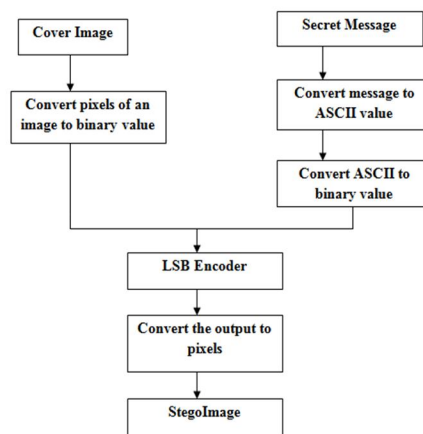 Cover Image
Secret Message
Convert pixels of an
image to binary value
Convert message to
ASCII value
Convert ASCII to
binary value
LSB Encoder
Convert the output to
pixels
StegoImage